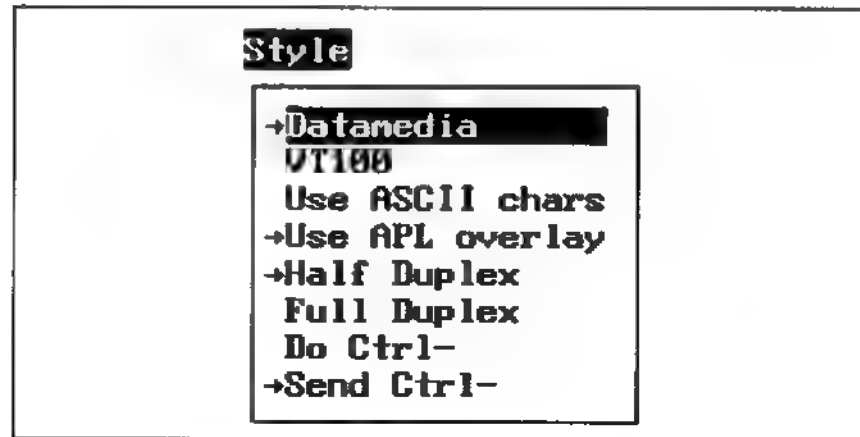 Style
→Datamedia
VT100
Use ASCII chars
→Use APL overlay
→Half Duplex
Full Duplex
Do Ctrl-
→Send Ctrl-